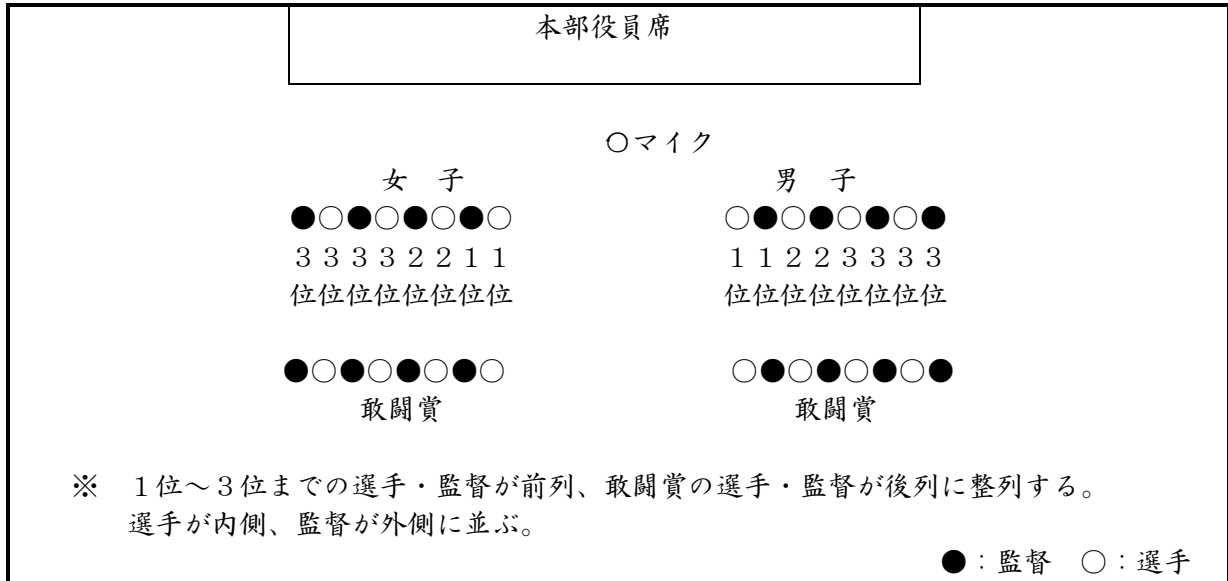 本部役員席
○マイク
女 子 男 子
●○●○●○●○ ○●○●○●○●
33332211 11223333
位位位位位位位位 位位位位位位位位
●○●○●○●○ ○●○●○●○●
敢闘賞 敢闘賞
※ 1位~3位までの選手・監督が前列、敢闘賞の選手・監督が後列に整列する。
選手が内側、監督が外側に並ぶ。
●:監督 ○:選手